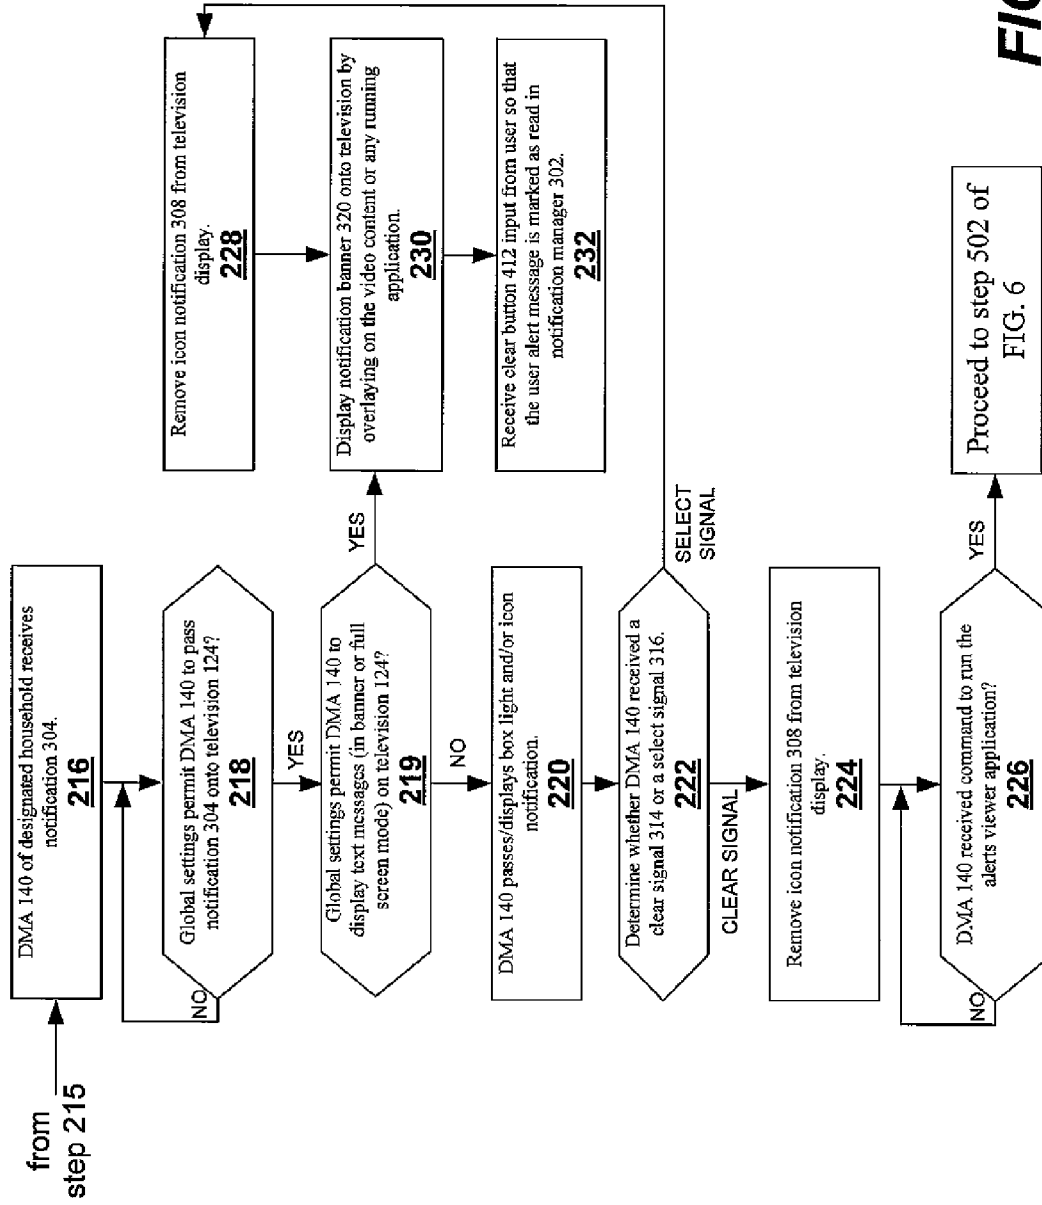 from
step 215
DMA 140 of designated household receives
notification 304.
216
Global settings permit DMA 140 to pass
notification 304 onto television 124?
218
NO
YES
Global settings permit DMA 140 to
display text messages (in banner or full
screen mode) on television 124?
219
YES
NO
DMA 140 passes/displays box light and/or icon
notification.
220
Determine whether DMA 140 received a
clear signal 314 or a select signal 316.
222
SELECT
SIGNAL
CLEAR SIGNAL
Remove icon notification 308 from television
display.
224
DMA 140 received command to run the
alerts viewer application?
226
NO
YES
Remove icon notification 308 from television
display.
228
Display notification banner 320 onto television by
overlaying on the video content or any running
application.
230
Receive clear button 412 input from user so that
the user alert message is marked as read in
notification manager 302.
232
Proceed to step 502 of
FIG. 6